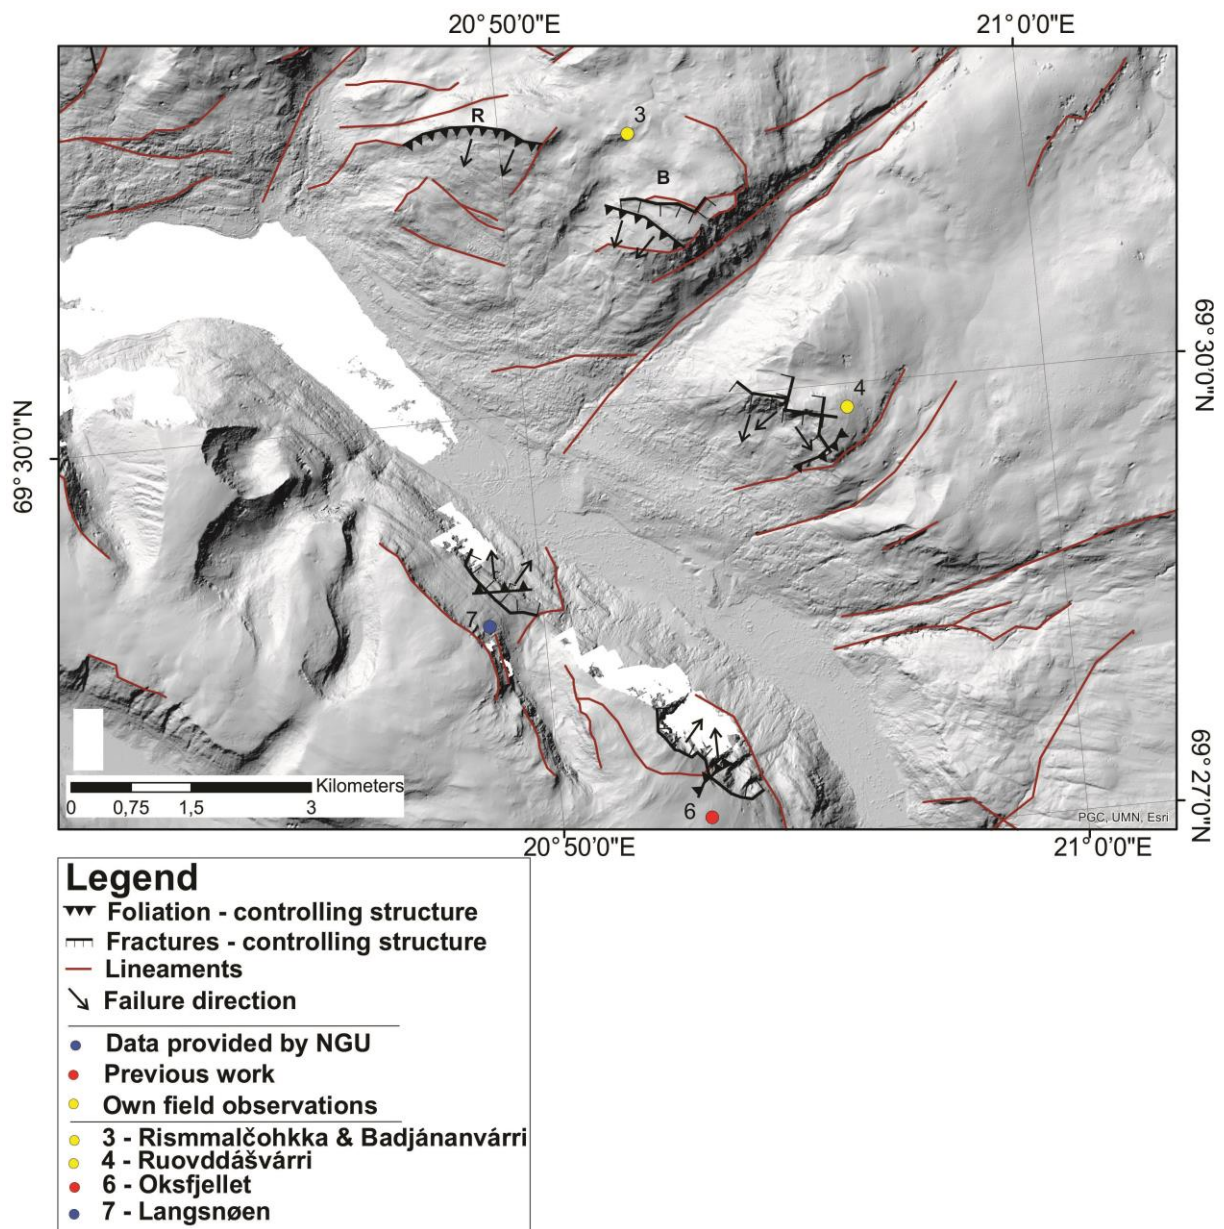 20°50'0"E
21°0'0"E
3
R
B
69°30'0"N
4
69°30'0"N
7
6
69°27'0"N
Kilometers
0
0,75
1,5
3
PGC, UMN, Esri
20°50'0"E
21°0'0"E
Legend
Foliation - controlling structure
Fractures - controlling structure
Lineaments
Failure direction
Data provided by NGU
Previous work
Own field observations
3 - Rismmalčohkka & Badjánanvárri
4 - Ruovddášvárri
6 - Oksfjellet
7 - Langsnøen